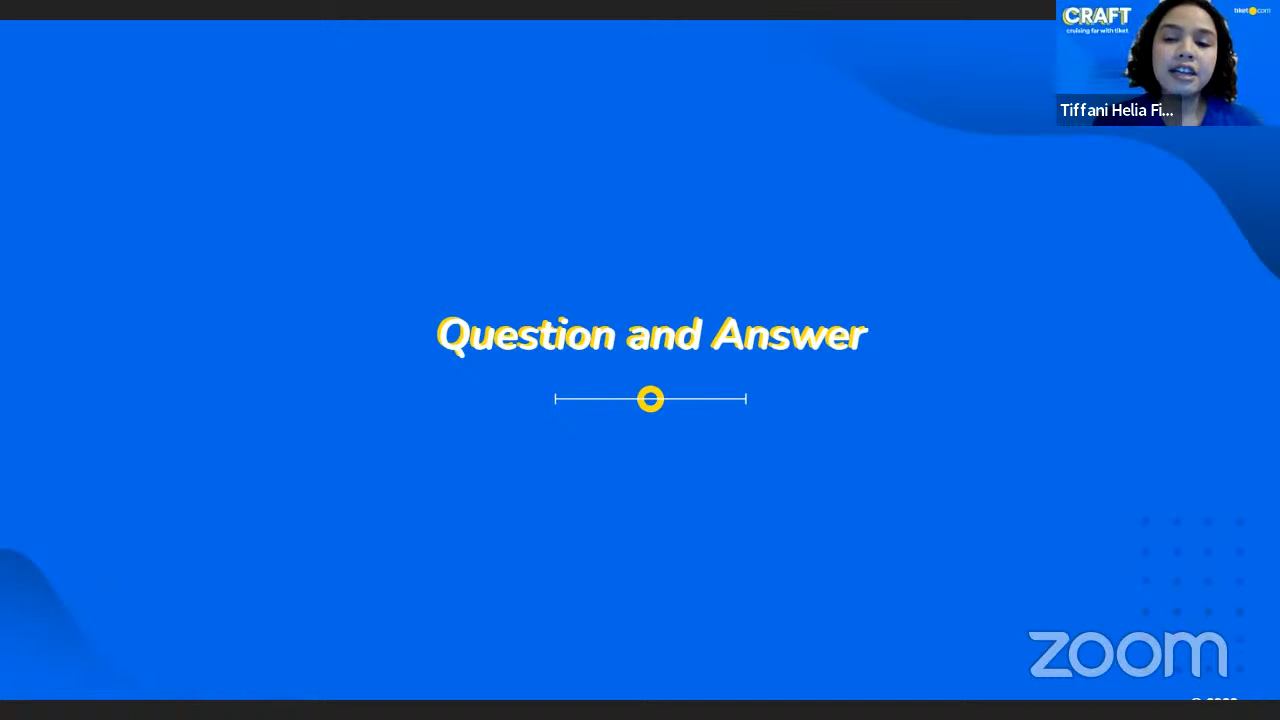 CRAFT
cruising far with tiket
tiket.com
Tiffani Helia Fi...
Question and Answer
zoom